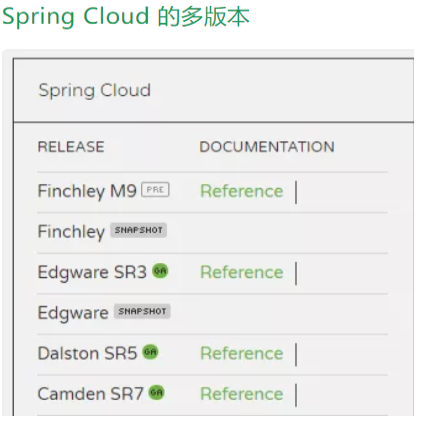 Spring Cloud 的多版本
Spring Cloud
RELEASE DOCUMENTATION
Finchley M9 PRE Reference
Finchley SNAPSHOT
Edgware SR3 GA Reference
Edgware SNAPSHOT
Dalston SR5 GA Reference
Camden SR7 GA Reference